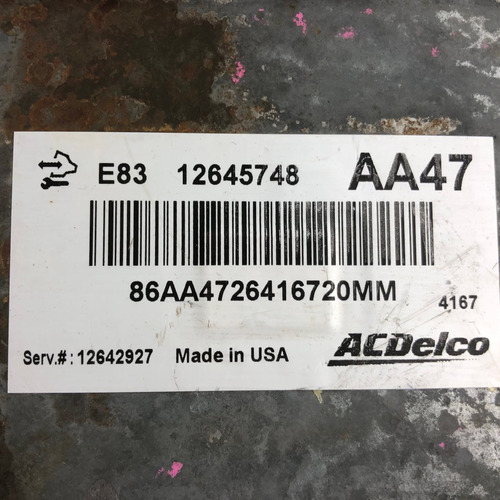 E83 12645748 AA47
86AA4726416720MM
4167
Serv.#: 12642927 Made in USA ACDelco